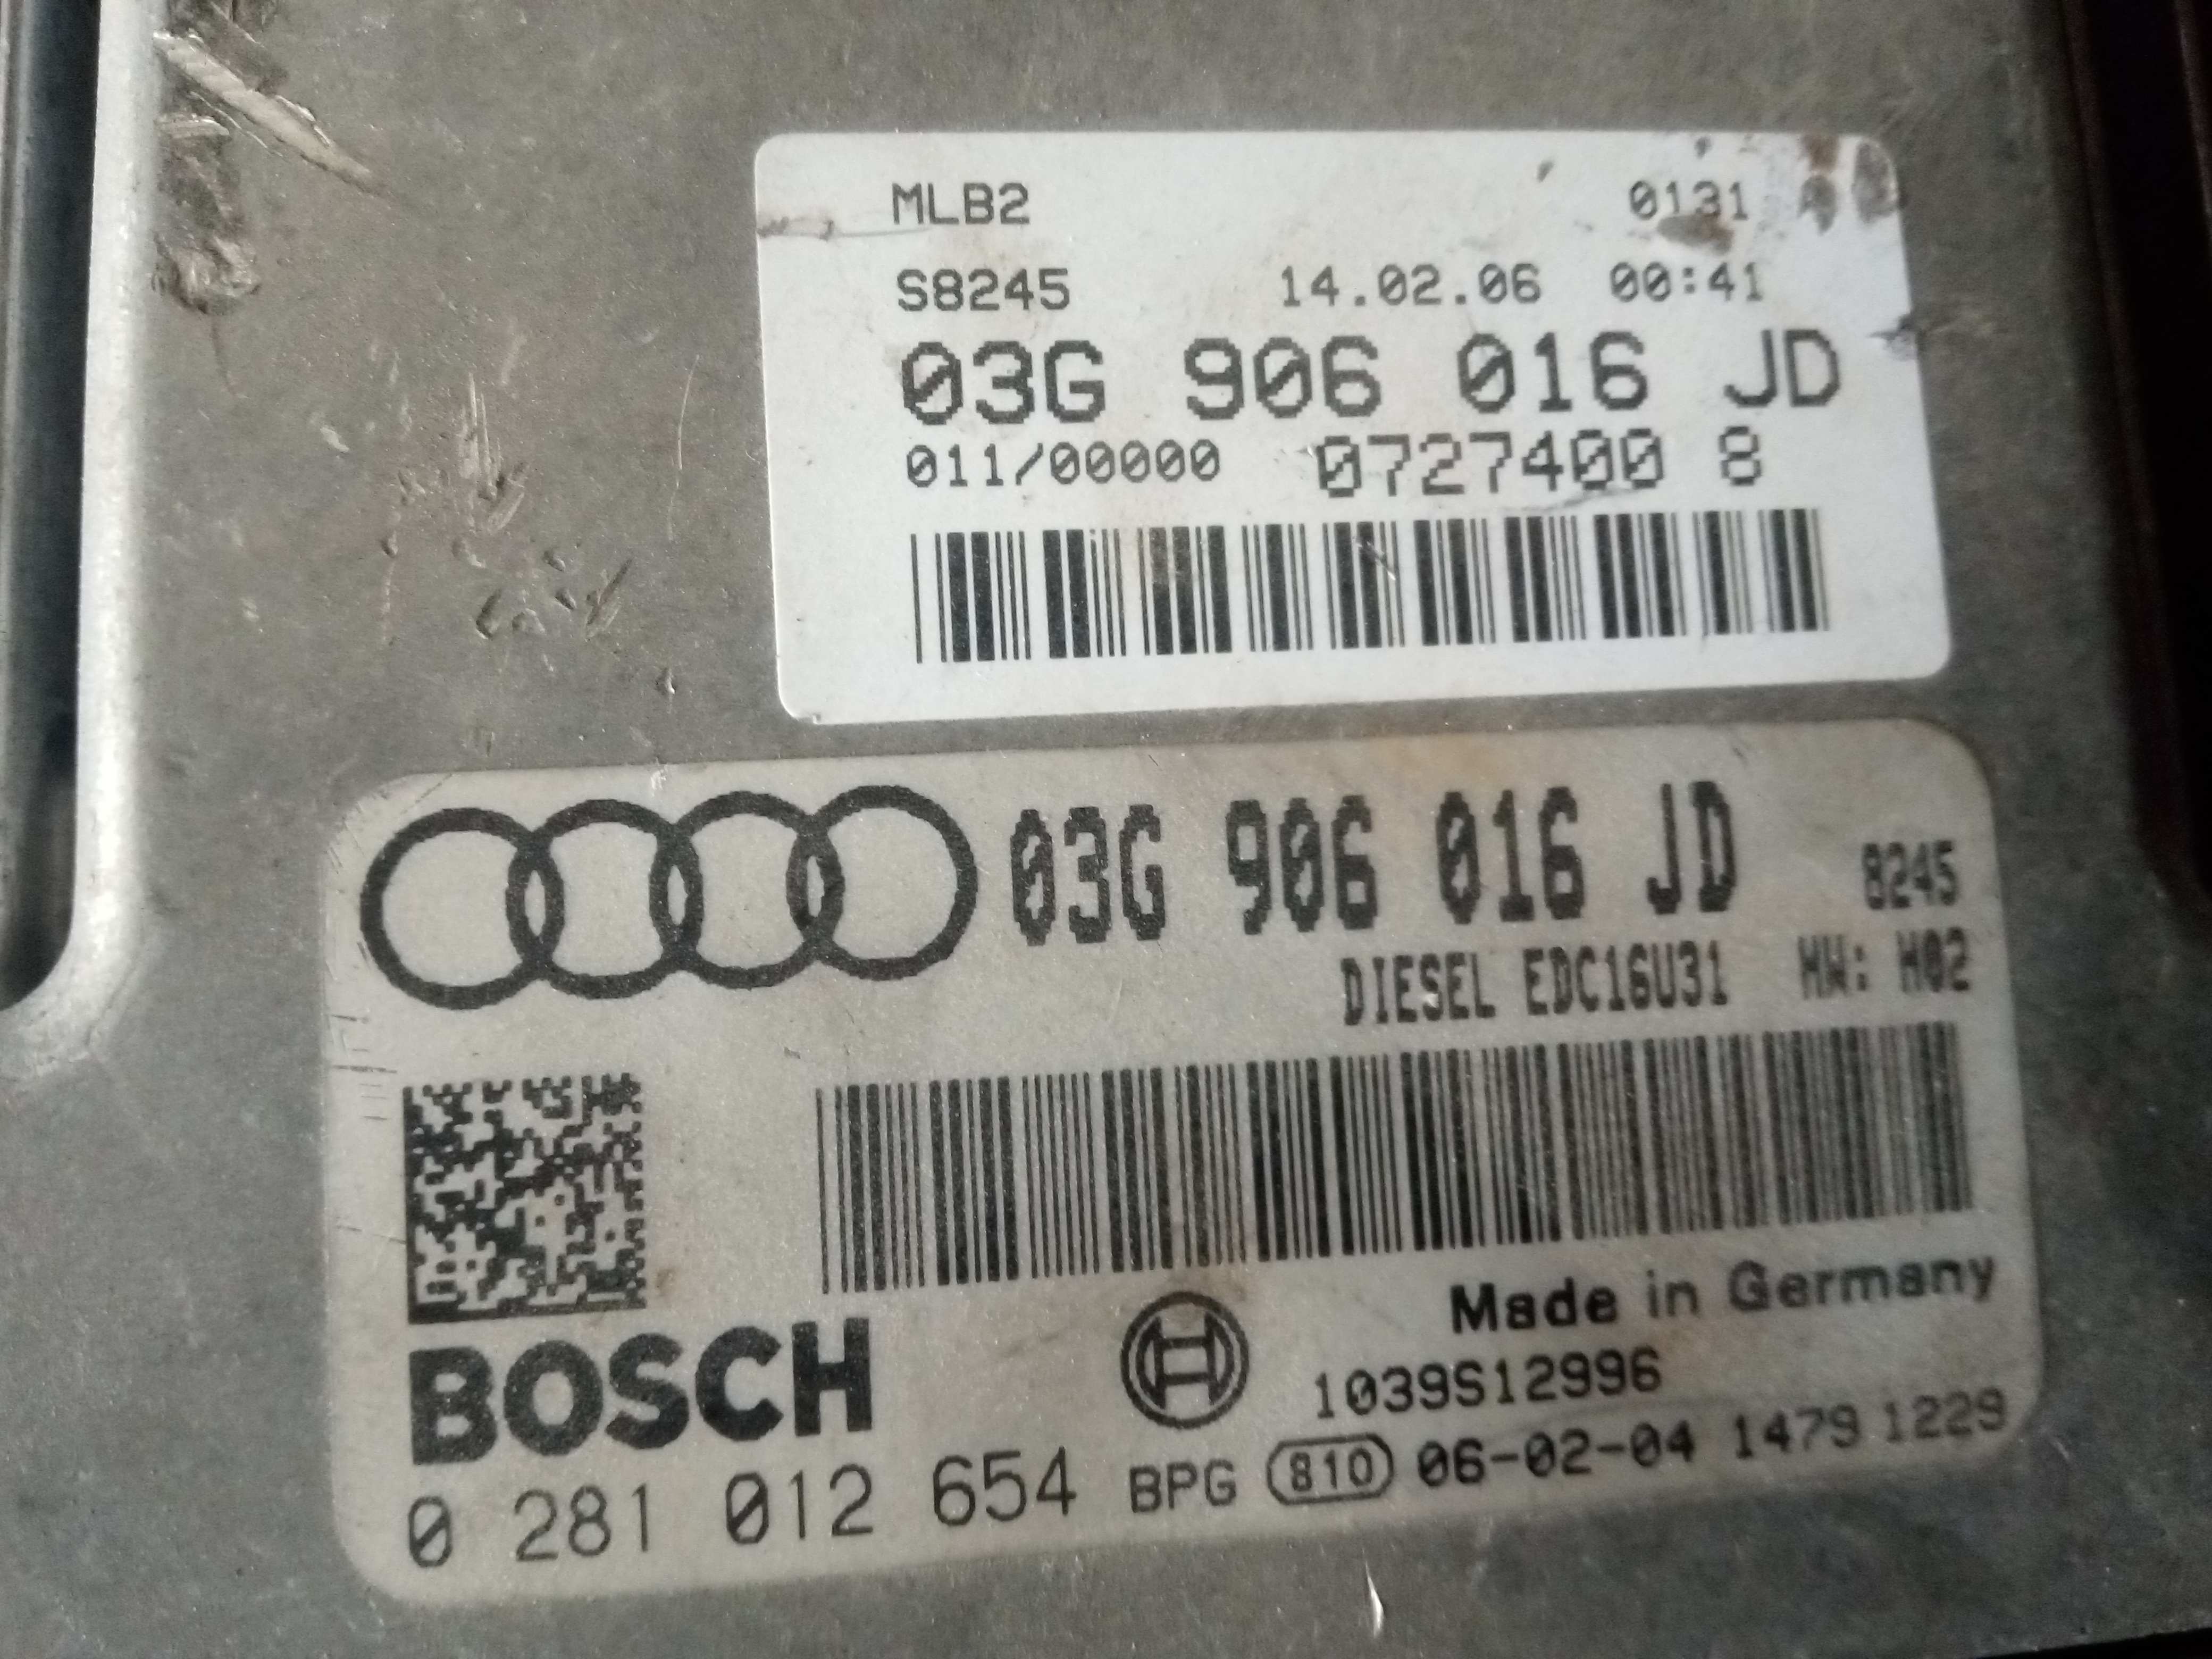 MLB2 0131
S8245 14.02.06 00:41
03G 906 016 JD
011/00000 0727400 8
03G 906 016 JD 8245
DIESEL EDC16U31 HW: H02
Made in Germany
BOSCH 1039S12996
0 281 012 654 BPG 810 06-02-04 1479 1229